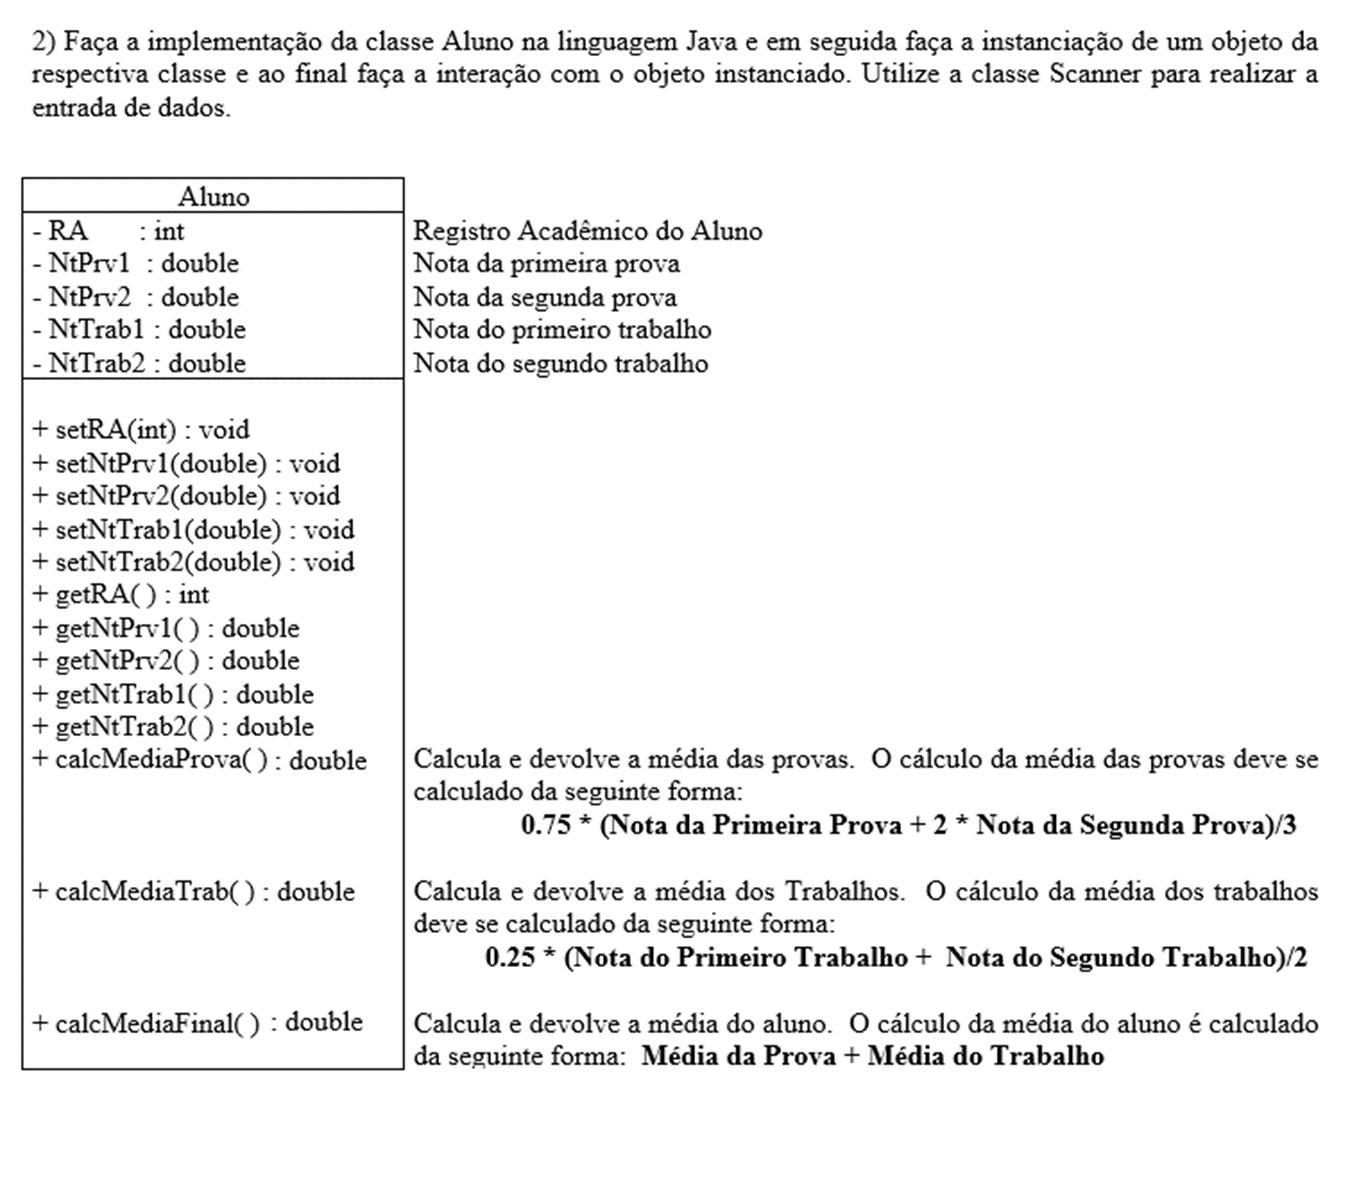 2) Faça a implementação da classe Aluno na linguagem Java e em seguida faça a instanciação de um objeto da
respectiva classe e ao final faça a interação com o objeto instanciado. Utilize a classe Scanner para realizar a
entrada de dados.
Aluno
- RA : int Registro Acadêmico do Aluno
- NtPrv1 : double Nota da primeira prova
- NtPrv2 : double Nota da segunda prova
- NtTrab1 : double Nota do primeiro trabalho
- NtTrab2 : double Nota do segundo trabalho
+ setRA(int) : void
+ setNtPrv1(double) : void
+ setNtPrv2(double) : void
+ setNtTrab1(double) : void
+ setNtTrab2(double) : void
+ getRA( ) : int
+ getNtPrv1( ) : double
+ getNtPrv2( ) : double
+ getNtTrab1( ) : double
+ getNtTrab2( ) : double
+ calcMediaProva( ) : double Calcula e devolve a média das provas. O cálculo da média das provas deve se
calculado da seguinte forma:
0.75 * (Nota da Primeira Prova + 2 * Nota da Segunda Prova)/3
+ calcMediaTrab( ) : double Calcula e devolve a média dos Trabalhos. O cálculo da média dos trabalhos
deve se calculado da seguinte forma:
0.25 * (Nota do Primeiro Trabalho + Nota do Segundo Trabalho)/2
+ calcMediaFinal( ) : double Calcula e devolve a média do aluno. O cálculo da média do aluno é calculado
da seguinte forma: Média da Prova + Média do Trabalho